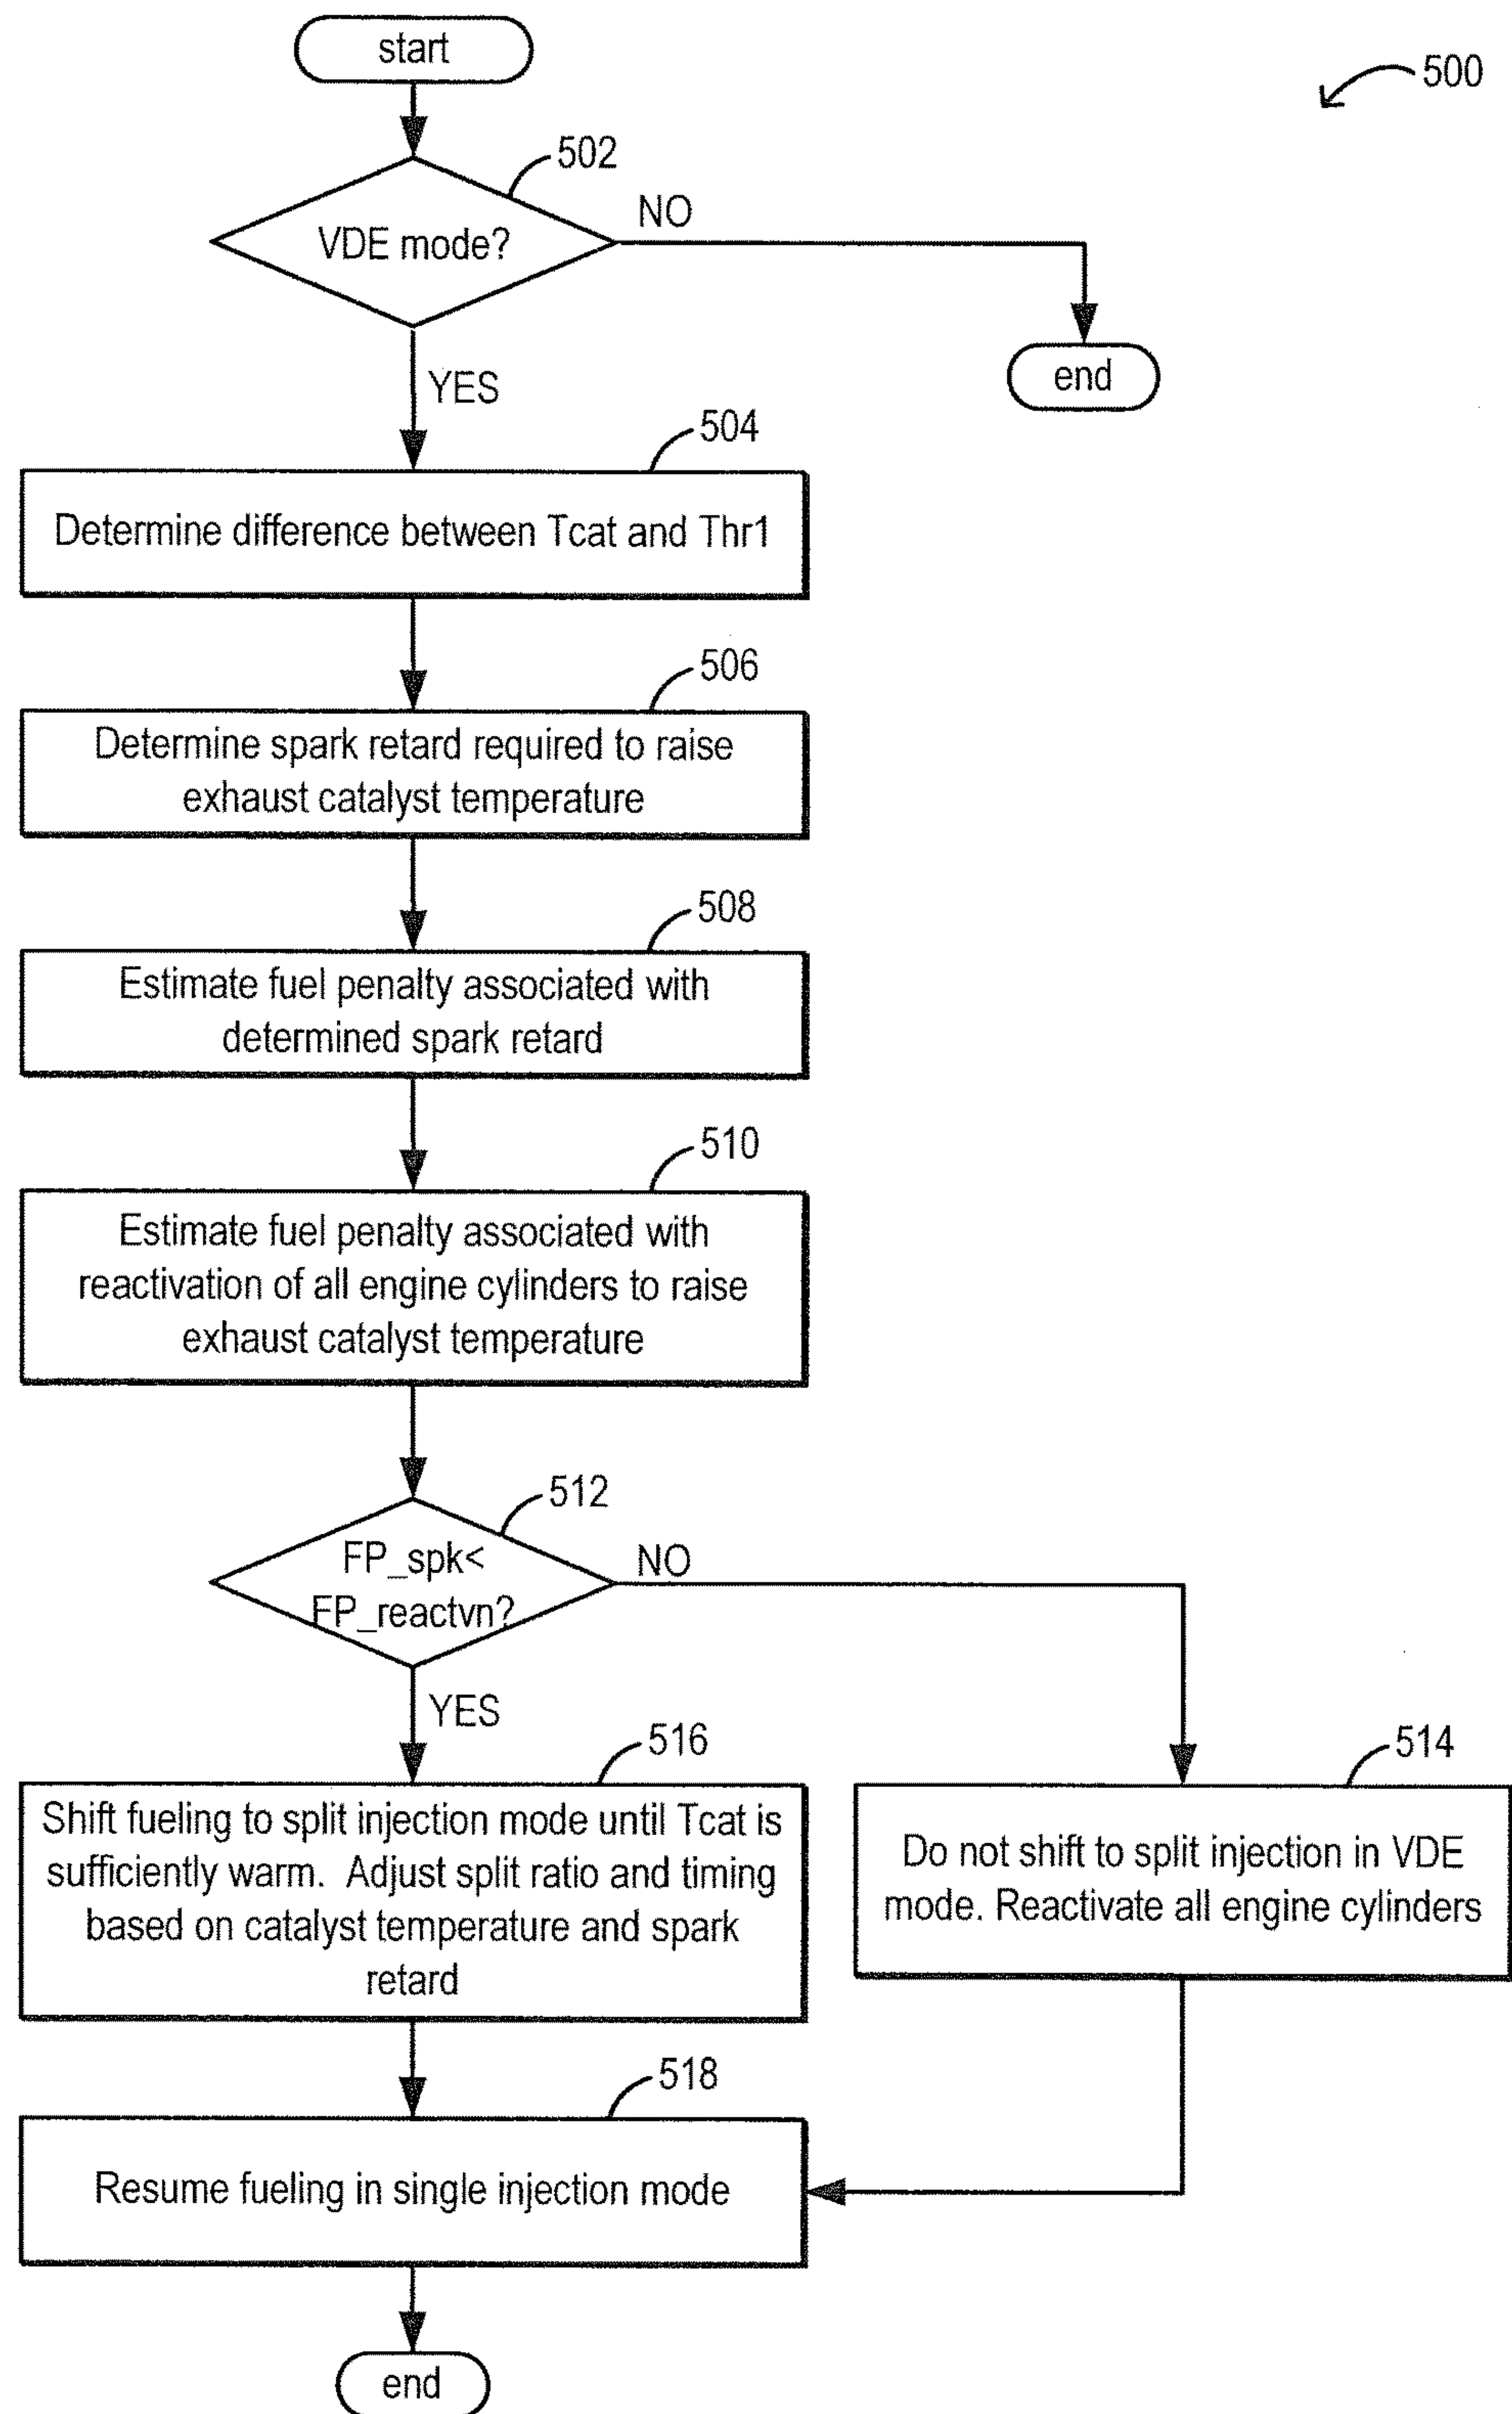 start
500
502
VDE mode?
NO
end
YES
504
Determine difference between Tcat and Thr1
506
Determine spark retard required to raise
exhaust catalyst temperature
508
Estimate fuel penalty associated with
determined spark retard
510
Estimate fuel penalty associated with
reactivation of all engine cylinders to raise
exhaust catalyst temperature
512
FP_spk<
FP_reactvn?
NO
YES
516
Shift fueling to split injection mode until Tcat is
sufficiently warm. Adjust split ratio and timing
based on catalyst temperature and spark
retard
514
Do not shift to split injection in VDE
mode. Reactivate all engine cylinders
518
Resume fueling in single injection mode
end